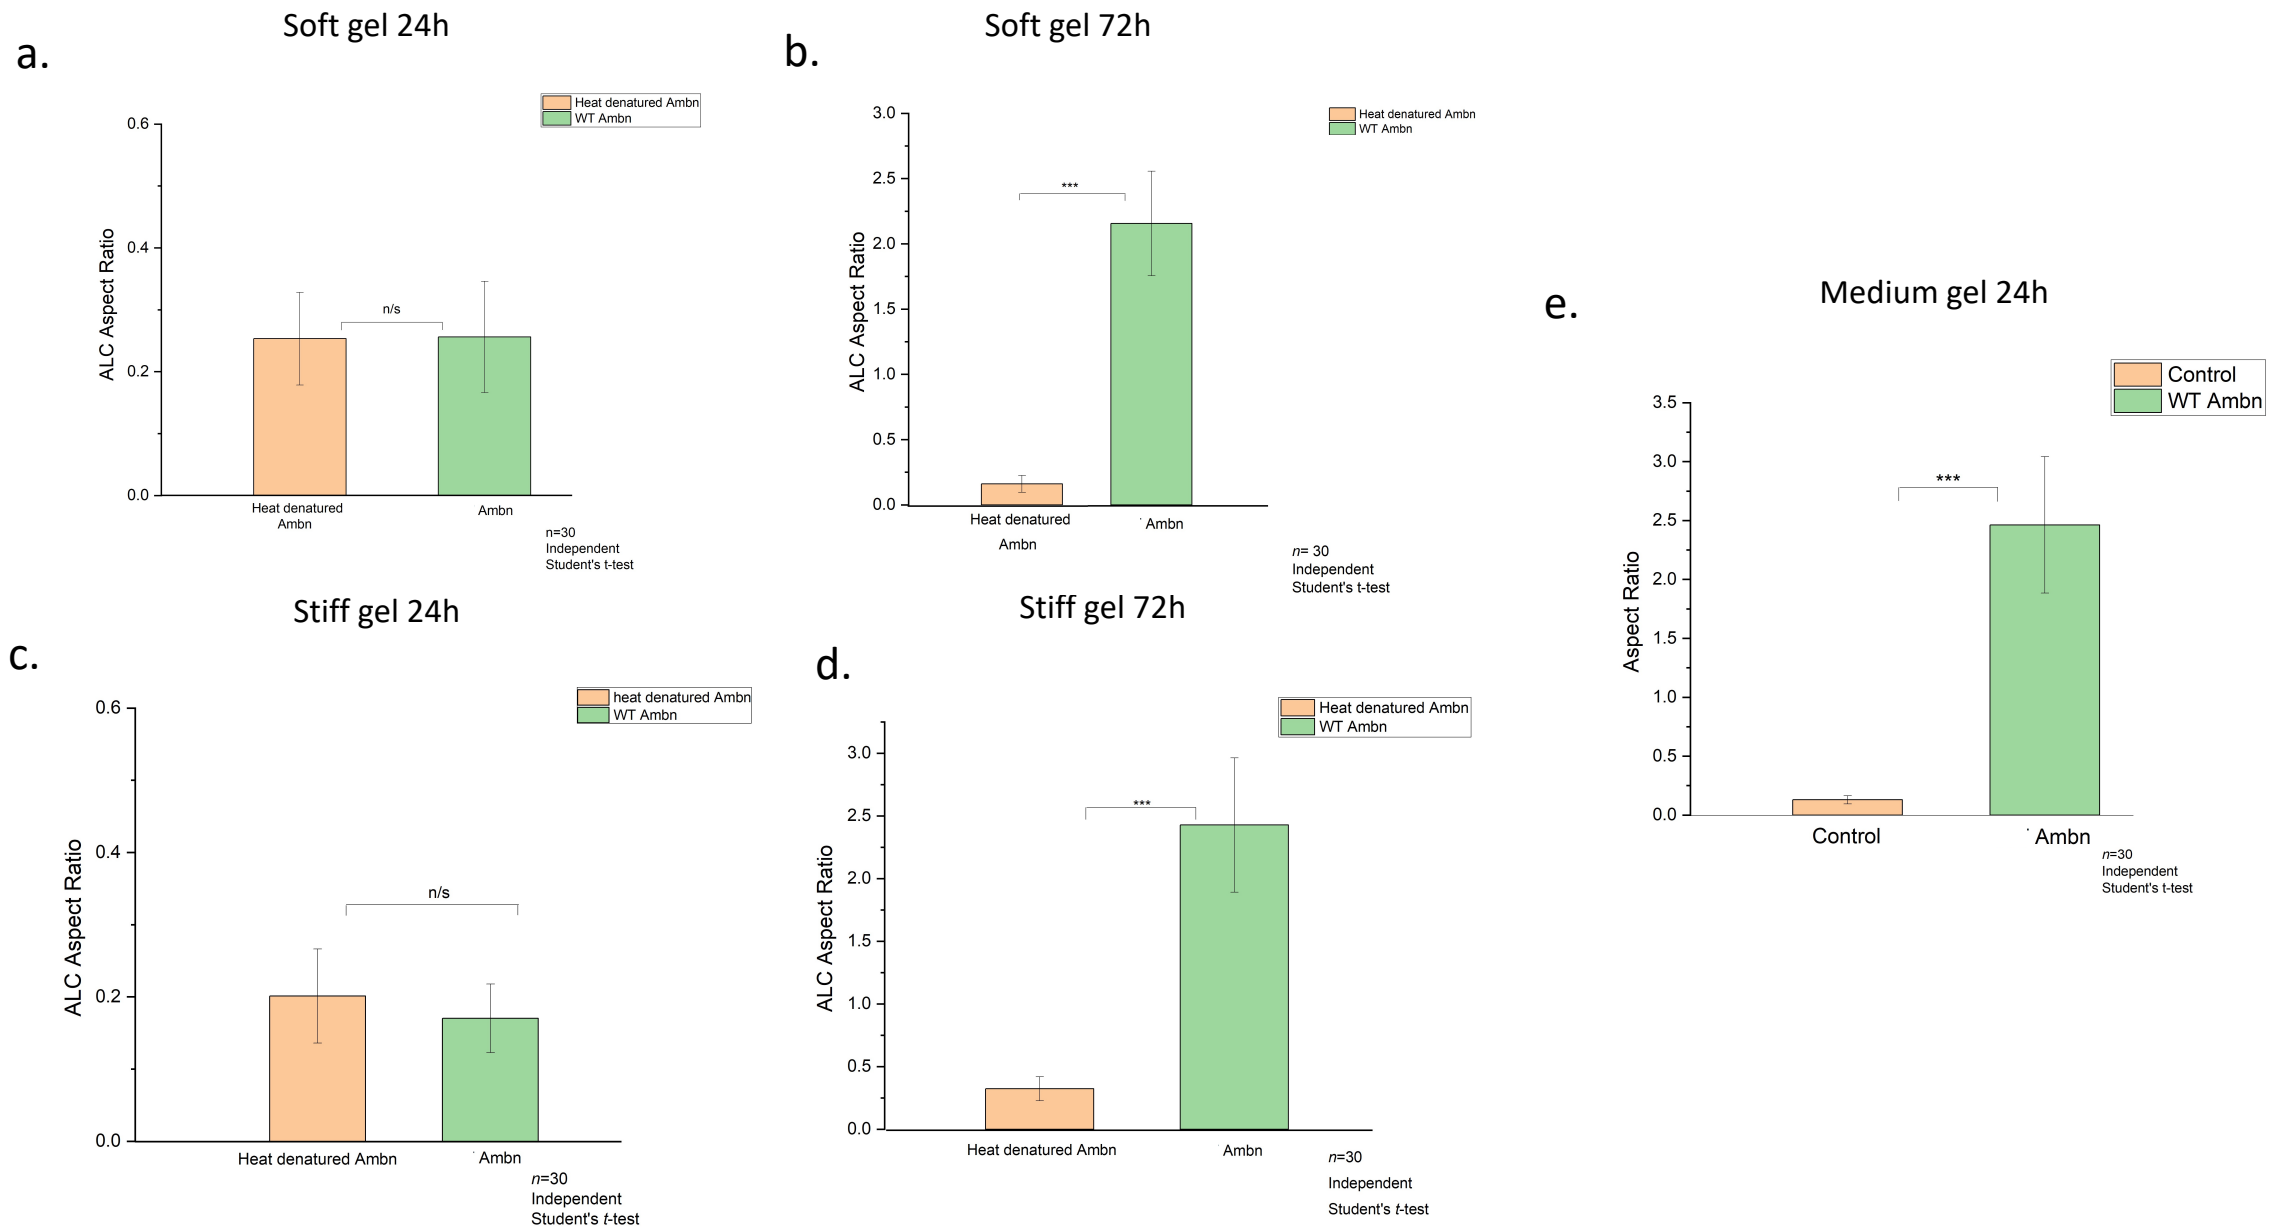 Soft gel 24h
a.
Heat denatured Ambn
WT Ambn
0.6
0.4
0.2
0.0
ALC Aspect Ratio
n/s
Heat denatured
Ambn
Ambn
n=30
Independent
Student's t-test
Soft gel 72h
b.
Heat denatured Ambn
WT Ambn
3.0
2.5
2.0
1.5
1.0
0.5
0.0
ALC Aspect Ratio
***
Heat denatured
Ambn
Ambn
n= 30
Independent
Student's t-test
Stiff gel 24h
c.
heat denatured Ambn
WT Ambn
0.6
0.4
0.2
0.0
ALC Aspect Ratio
n/s
Heat denatured Ambn
Ambn
n=30
Independent
Student's t-test
Stiff gel 72h
d.
Heat denatured Ambn
WT Ambn
3.0
2.5
2.0
1.5
1.0
0.5
0.0
ALC Aspect Ratio
***
Heat denatured Ambn
Ambn
n=30
Independent
Student's t-test
Medium gel 24h
e.
Control
WT Ambn
3.5
3.0
2.5
2.0
1.5
1.0
0.5
0.0
Aspect Ratio
***
Control
Ambn
n=30
Independent
Student's t-test